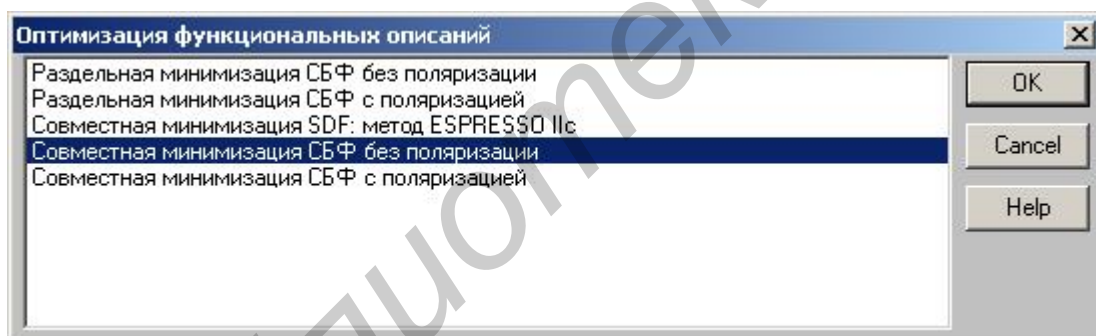 Оптимизация функциональных описаний
Раздельная минимизация СБФ без поляризации
Раздельная минимизация СБФ с поляризацией
Совместная минимизация SDF: метод ESPRESSO IIc
Совместная минимизация СБФ без поляризации
Совместная минимизация СБФ с поляризацией
OK
Cancel
Help